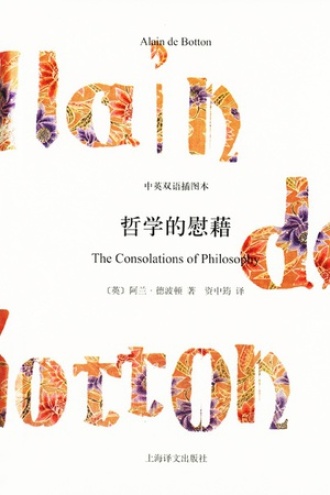 Alain de Botton
Alain
中英双语插图本
哲学的慰藉
de
The Consolations of Philosophy
〔英〕阿兰·德波顿 著 资中筠 译
Botton
上海译文出版社